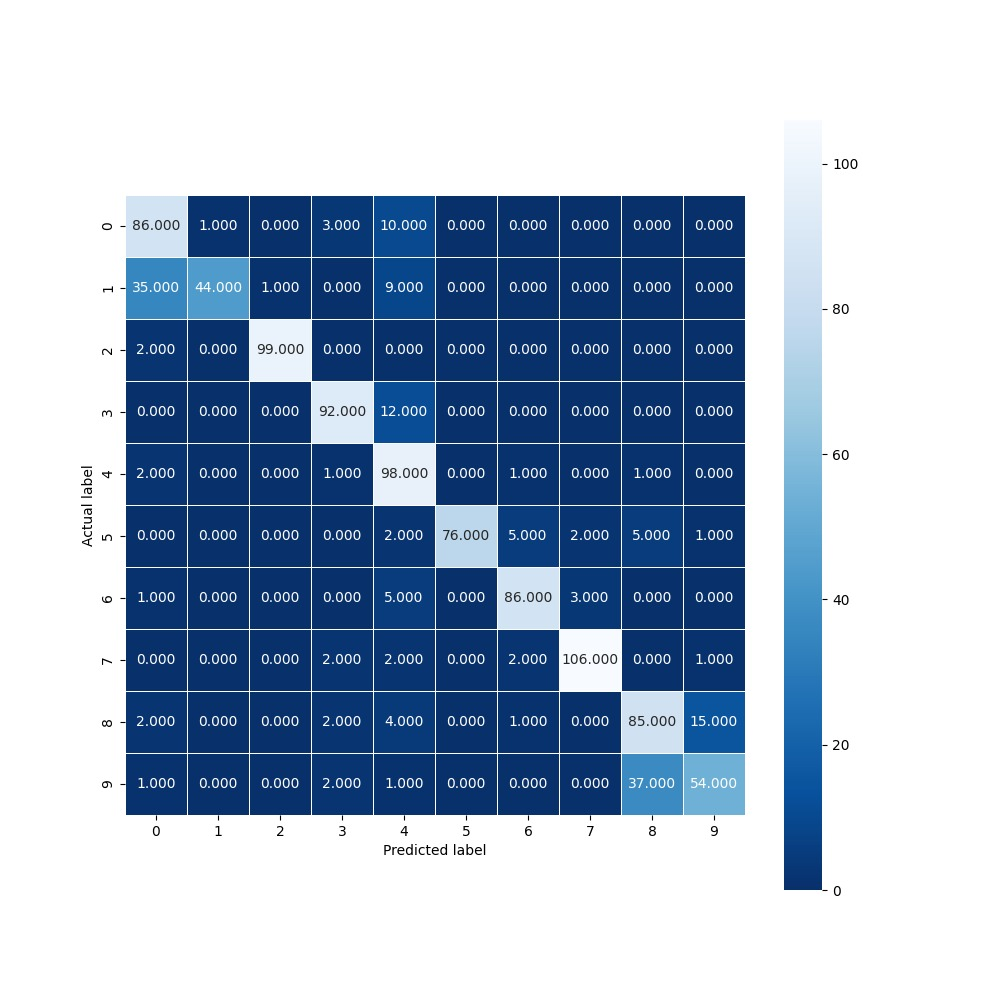 100
0 86.000 1.000 0.000 3.000 10.000 0.000 0.000 0.000 0.000 0.000
1 35.000 44.000 1.000 0.000 9.000 0.000 0.000 0.000 0.000 0.000
80
2 2.000 0.000 99.000 0.000 0.000 0.000 0.000 0.000 0.000 0.000
3 0.000 0.000 0.000 92.000 12.000 0.000 0.000 0.000 0.000 0.000
60
4 2.000 0.000 0.000 1.000 98.000 0.000 1.000 0.000 1.000 0.000
Actual label
5 0.000 0.000 0.000 0.000 2.000 76.000 5.000 2.000 5.000 1.000
6 1.000 0.000 0.000 0.000 5.000 0.000 86.000 3.000 0.000 0.000
40
7 0.000 0.000 0.000 2.000 2.000 0.000 2.000 106.000 0.000 1.000
8 2.000 0.000 0.000 2.000 4.000 0.000 1.000 0.000 85.000 15.000
20
9 1.000 0.000 0.000 2.000 1.000 0.000 0.000 0.000 37.000 54.000
0 1 2 3 4 5 6 7 8 9
Predicted label
0